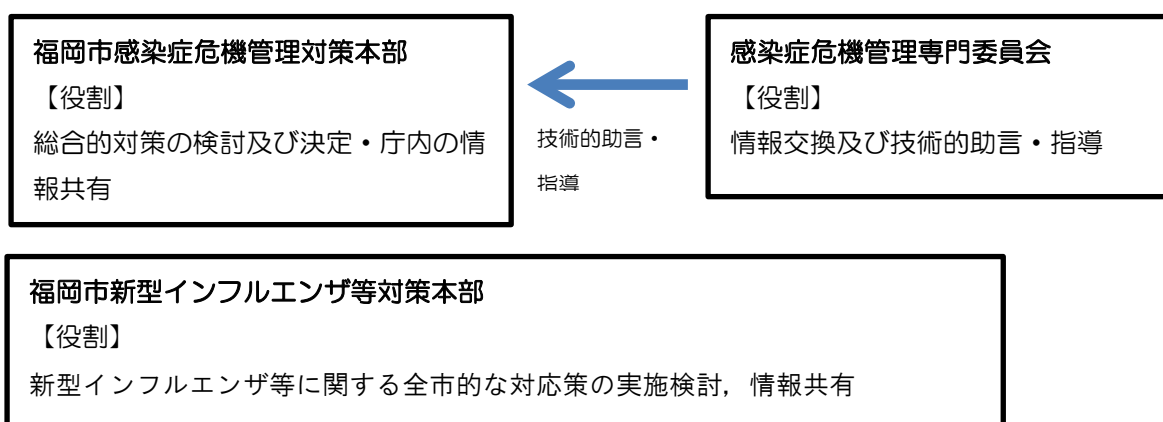 福岡市感染症危機管理対策本部
【役割】
総合的対策の検討及び決定・庁内の情
報共有
技術的助言・
指導
感染症危機管理専門委員会
【役割】
情報交換及び技術的助言・指導
福岡市新型インフルエンザ等対策本部
【役割】
新型インフルエンザ等に関する全市的な対応策の実施検討，情報共有